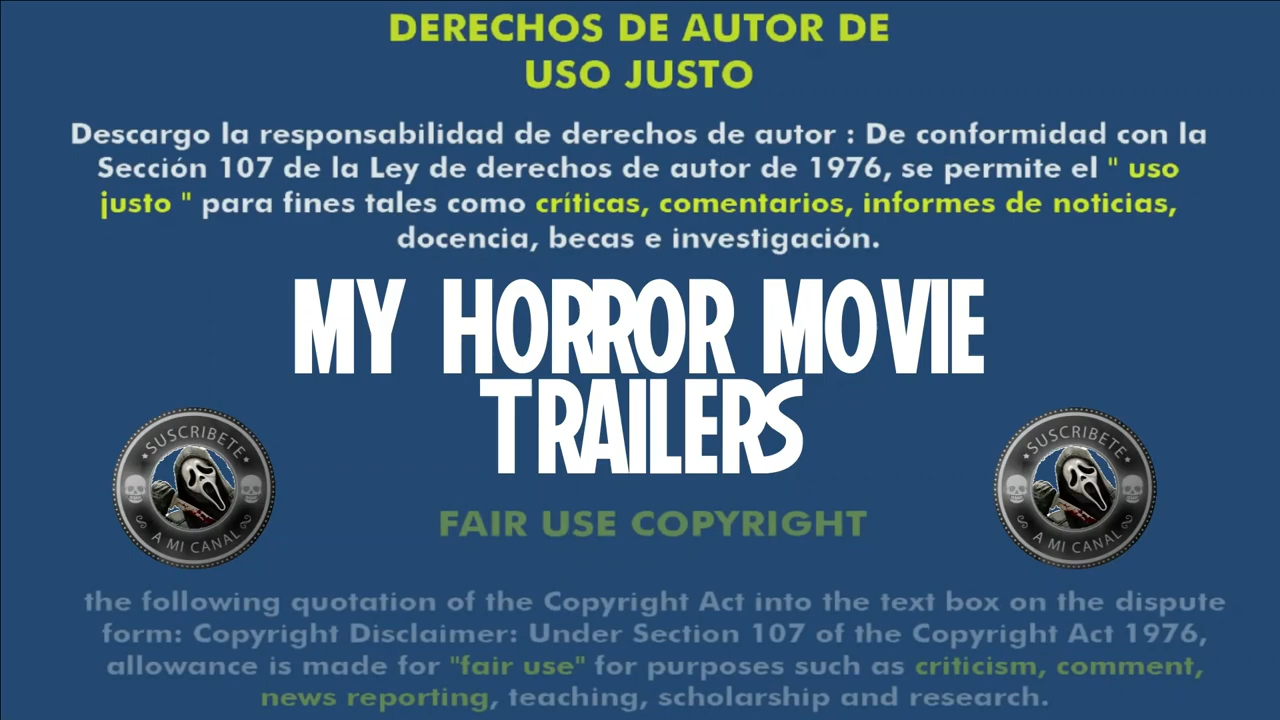 DERECHOS DE AUTOR DE
USO JUSTO
Descargo la responsabilidad de derechos de autor : De conformidad con la
Sección 107 de la Ley de derechos de autor de 1976, se permite el " uso
justo " para fines tales como críticas, comentarios, informes de noticias,
docencia, becas e investigación.
MY HORROR MOVIE
TRAILERS
SUSCRIBETE
A MI CANAL
SUSCRIBETE
A MI CANAL
FAIR USE COPYRIGHT
the following quotation of the Copyright Act into the text box on the dispute
form: Copyright Disclaimer: Under Section 107 of the Copyright Act 1976,
allowance is made for "fair use" for purposes such as criticism, comment,
news reporting, teaching, scholarship and research.